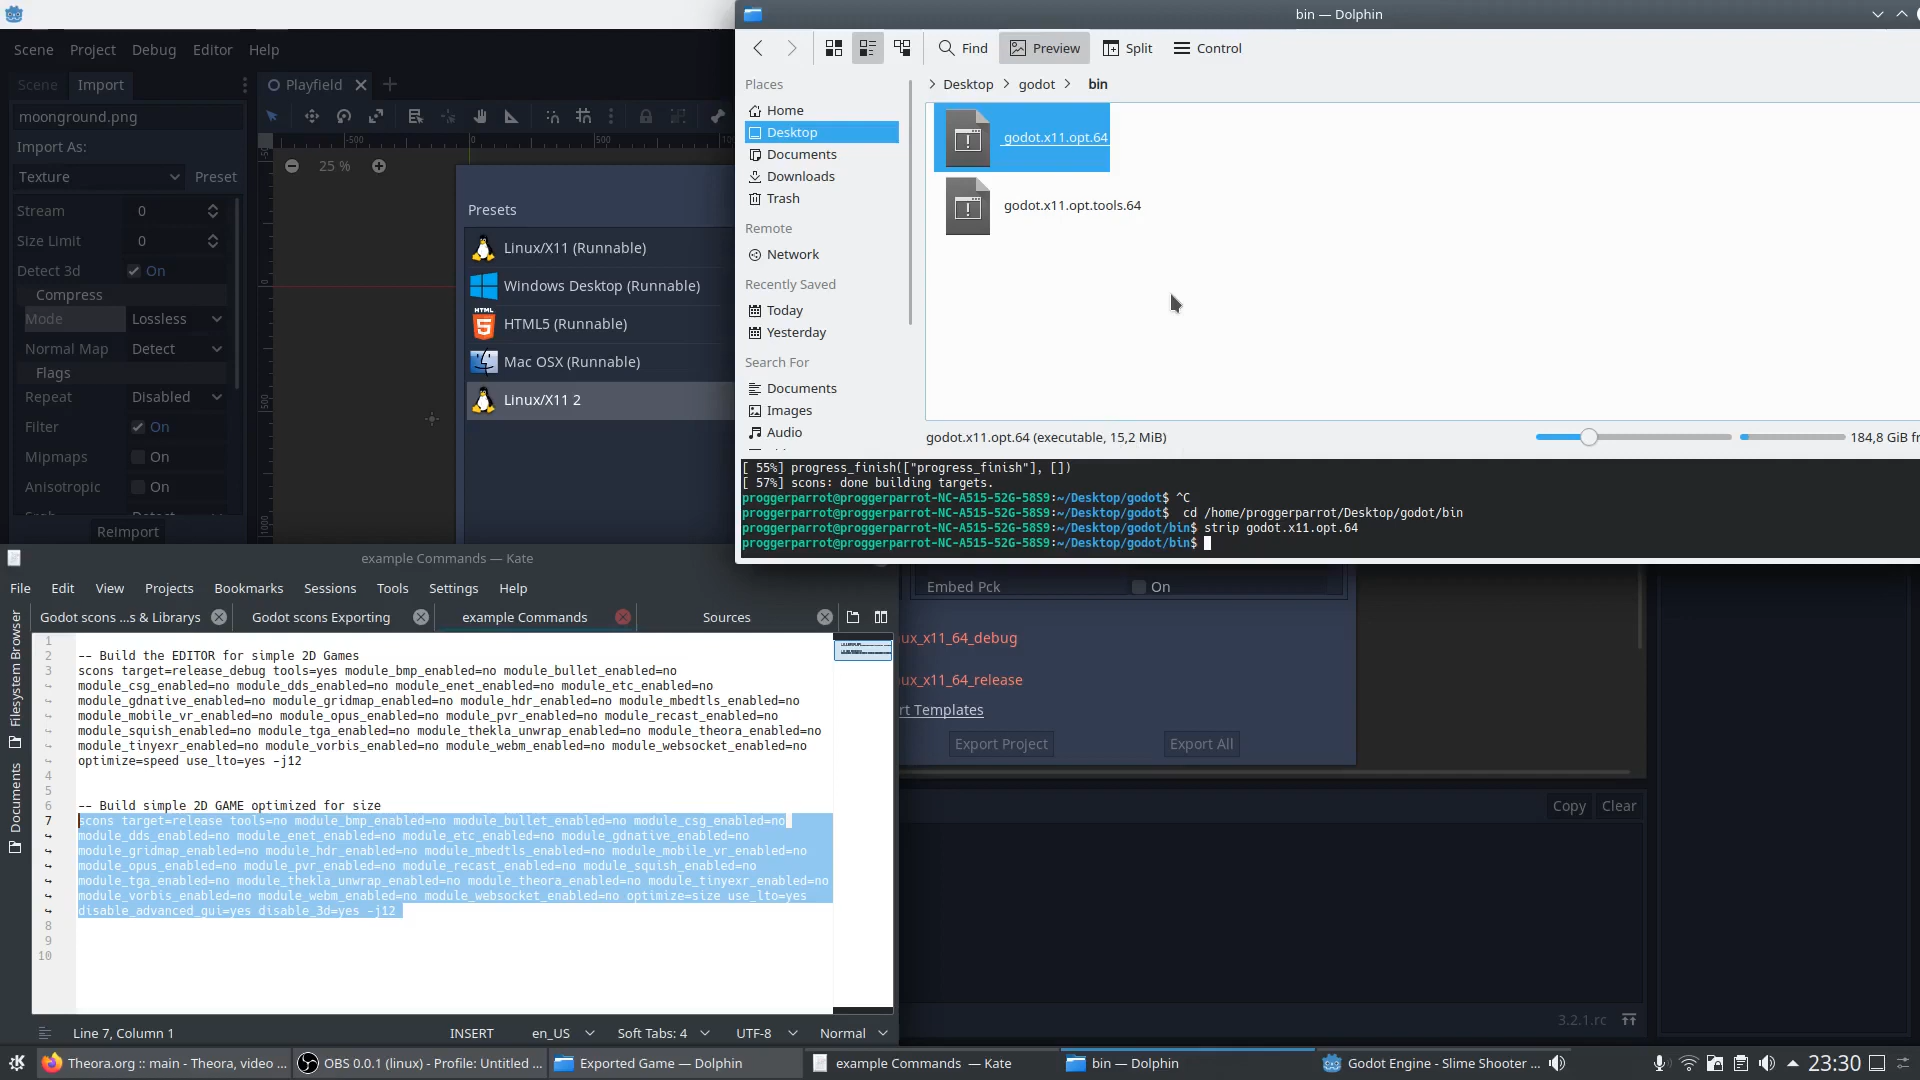 Scene Project Debug Editor Help
Scene Import
moonground.png
Import As:
Texture Preset
Stream 0
Size Limit 0
Detect 3d On
Compress
Mode Lossless
Normal Map Detect
Flags
Repeat Disabled
Filter On
Mipmaps On
Anisotropic On
Reimport
Playfield
-500 0 500
25 %
Presets
Linux/X11 (Runnable)
Windows Desktop (Runnable)
HTML5 (Runnable)
Mac OSX (Runnable)
Linux/X11 2
bin — Dolphin
Find Preview Split Control
Places
Home
Desktop
Documents
Downloads
Trash
Remote
Network
Recently Saved
Today
Yesterday
Search For
Documents
Images
Audio
Desktop godot bin
godot.x11.opt.64
godot.x11.opt.tools.64
godot.x11.opt.64 (executable, 15,2 MiB)
184,8 GiB fr
[ 55%] progress_finish(["progress_finish"], [])
[ 57%] scons: done building targets.
proggerparrot@proggerparrot-NC-A515-52G-58S9:~/Desktop/godot$ ^C
proggerparrot@proggerparrot-NC-A515-52G-58S9:~/Desktop/godot$ cd /home/proggerparrot/Desktop/godot/bin
proggerparrot@proggerparrot-NC-A515-52G-58S9:~/Desktop/godot/bin$ strip godot.x11.opt.64
proggerparrot@proggerparrot-NC-A515-52G-58S9:~/Desktop/godot/bin$
Embed Pck On
ux_x11_64_debug
ux_x11_64_release
rt Templates
Export Project Export All
Copy Clear
3.2.1.rc
example Commands — Kate
File Edit View Projects Bookmarks Sessions Tools Settings Help
Godot scons ...s & Librarys Godot scons Exporting example Commands Sources
Filesystem Browser
Documents
1
2 -- Build the EDITOR for simple 2D Games
3 scons target=release_debug tools=yes module_bmp_enabled=no module_bullet_enabled=no
module_csg_enabled=no module_dds_enabled=no module_enet_enabled=no module_etc_enabled=no
module_gdnative_enabled=no module_gridmap_enabled=no module_hdr_enabled=no module_mbedtls_enabled=no
module_mobile_vr_enabled=no module_opus_enabled=no module_pvr_enabled=no module_recast_enabled=no
module_squish_enabled=no module_tga_enabled=no module_thekla_unwrap_enabled=no module_theora_enabled=no
module_tinyexr_enabled=no module_vorbis_enabled=no module_webm_enabled=no module_websocket_enabled=no
optimize=speed use_lto=yes -j12
4
5
6 -- Build simple 2D GAME optimized for size
7 scons target=release tools=no module_bmp_enabled=no module_bullet_enabled=no module_csg_enabled=no
module_dds_enabled=no module_enet_enabled=no module_etc_enabled=no module_gdnative_enabled=no
module_gridmap_enabled=no module_hdr_enabled=no module_mbedtls_enabled=no module_mobile_vr_enabled=no
module_opus_enabled=no module_pvr_enabled=no module_recast_enabled=no module_squish_enabled=no
module_tga_enabled=no module_thekla_unwrap_enabled=no module_theora_enabled=no module_tinyexr_enabled=no
module_vorbis_enabled=no module_webm_enabled=no module_websocket_enabled=no optimize=size use_lto=yes
disable_advanced_gui=yes disable_3d=yes -j12
8
9
10
Line 7, Column 1 INSERT en_US Soft Tabs: 4 UTF-8 Normal
Theora.org :: main - Theora, video ... OBS 0.0.1 (linux) - Profile: Untitled ... Exported Game — Dolphin example Commands — Kate bin — Dolphin Godot Engine - Slime Shooter ... 23:30